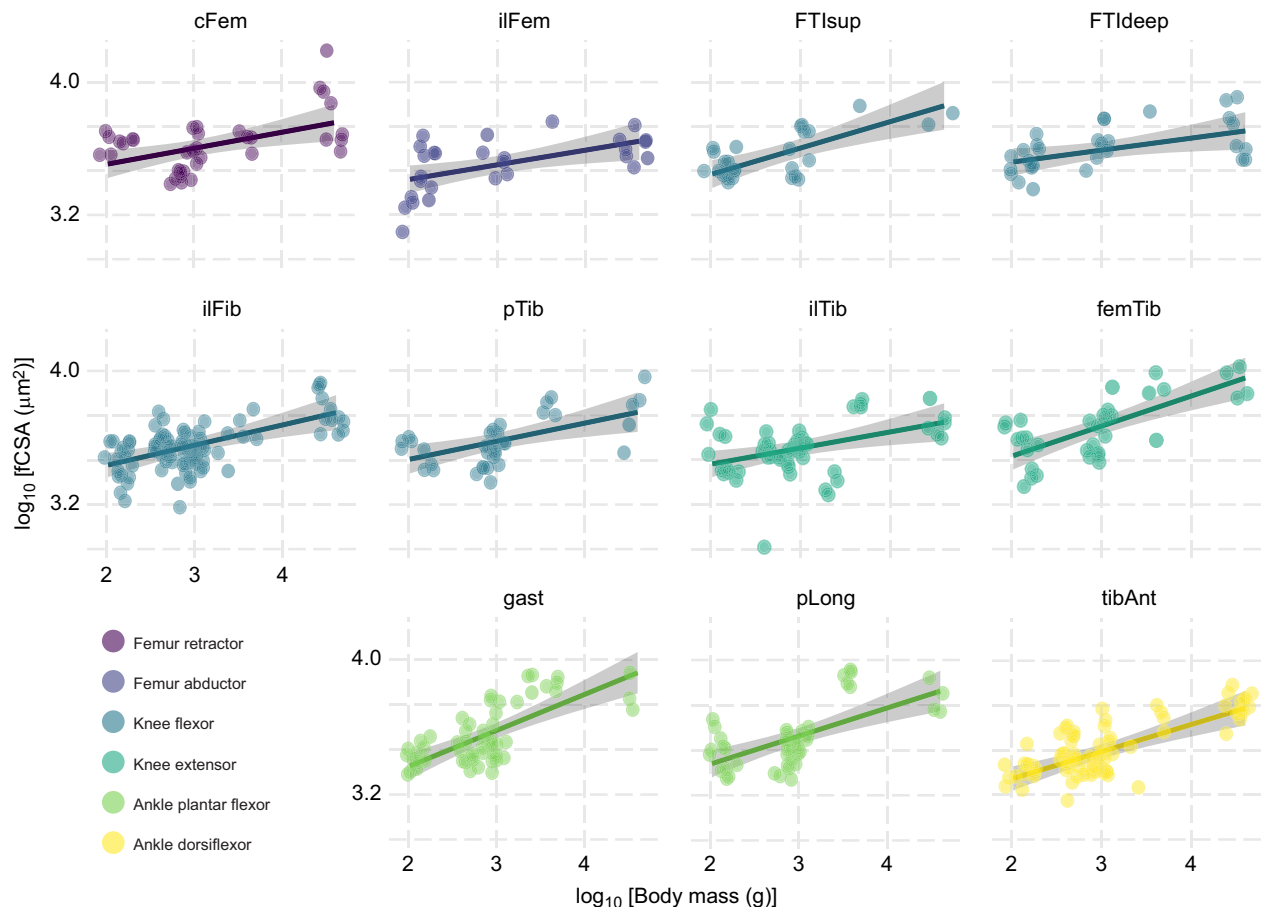 cFem ilFem FTIsup FTIdeep
4.0
3.2
ilFib pTib ilTib femTib
4.0
3.2
log10 [fCSA (μm²)]
2 3 4
gast pLong tibAnt
4.0
3.2
Femur retractor
Femur abductor
Knee flexor
Knee extensor
Ankle plantar flexor
Ankle dorsiflexor
2 3 4 2 3 4 2 3 4
log10 [Body mass (g)]